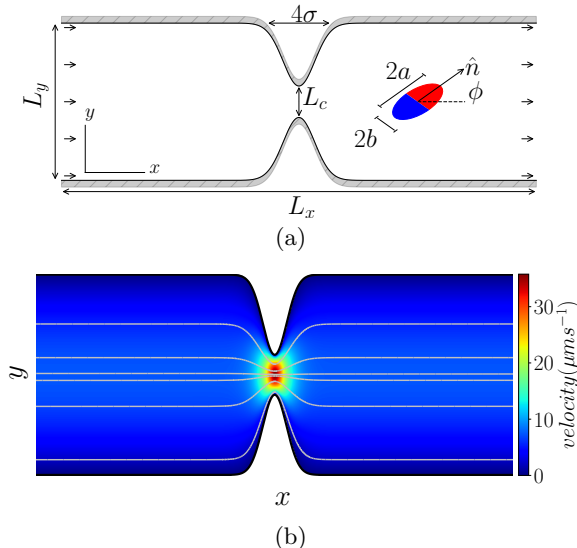 4σ
L_y
y
x
L_c
2a
n̂
ϕ
2b
L_x
(a)
y
x
30
20
10
0
velocity(μms⁻¹)
(b)